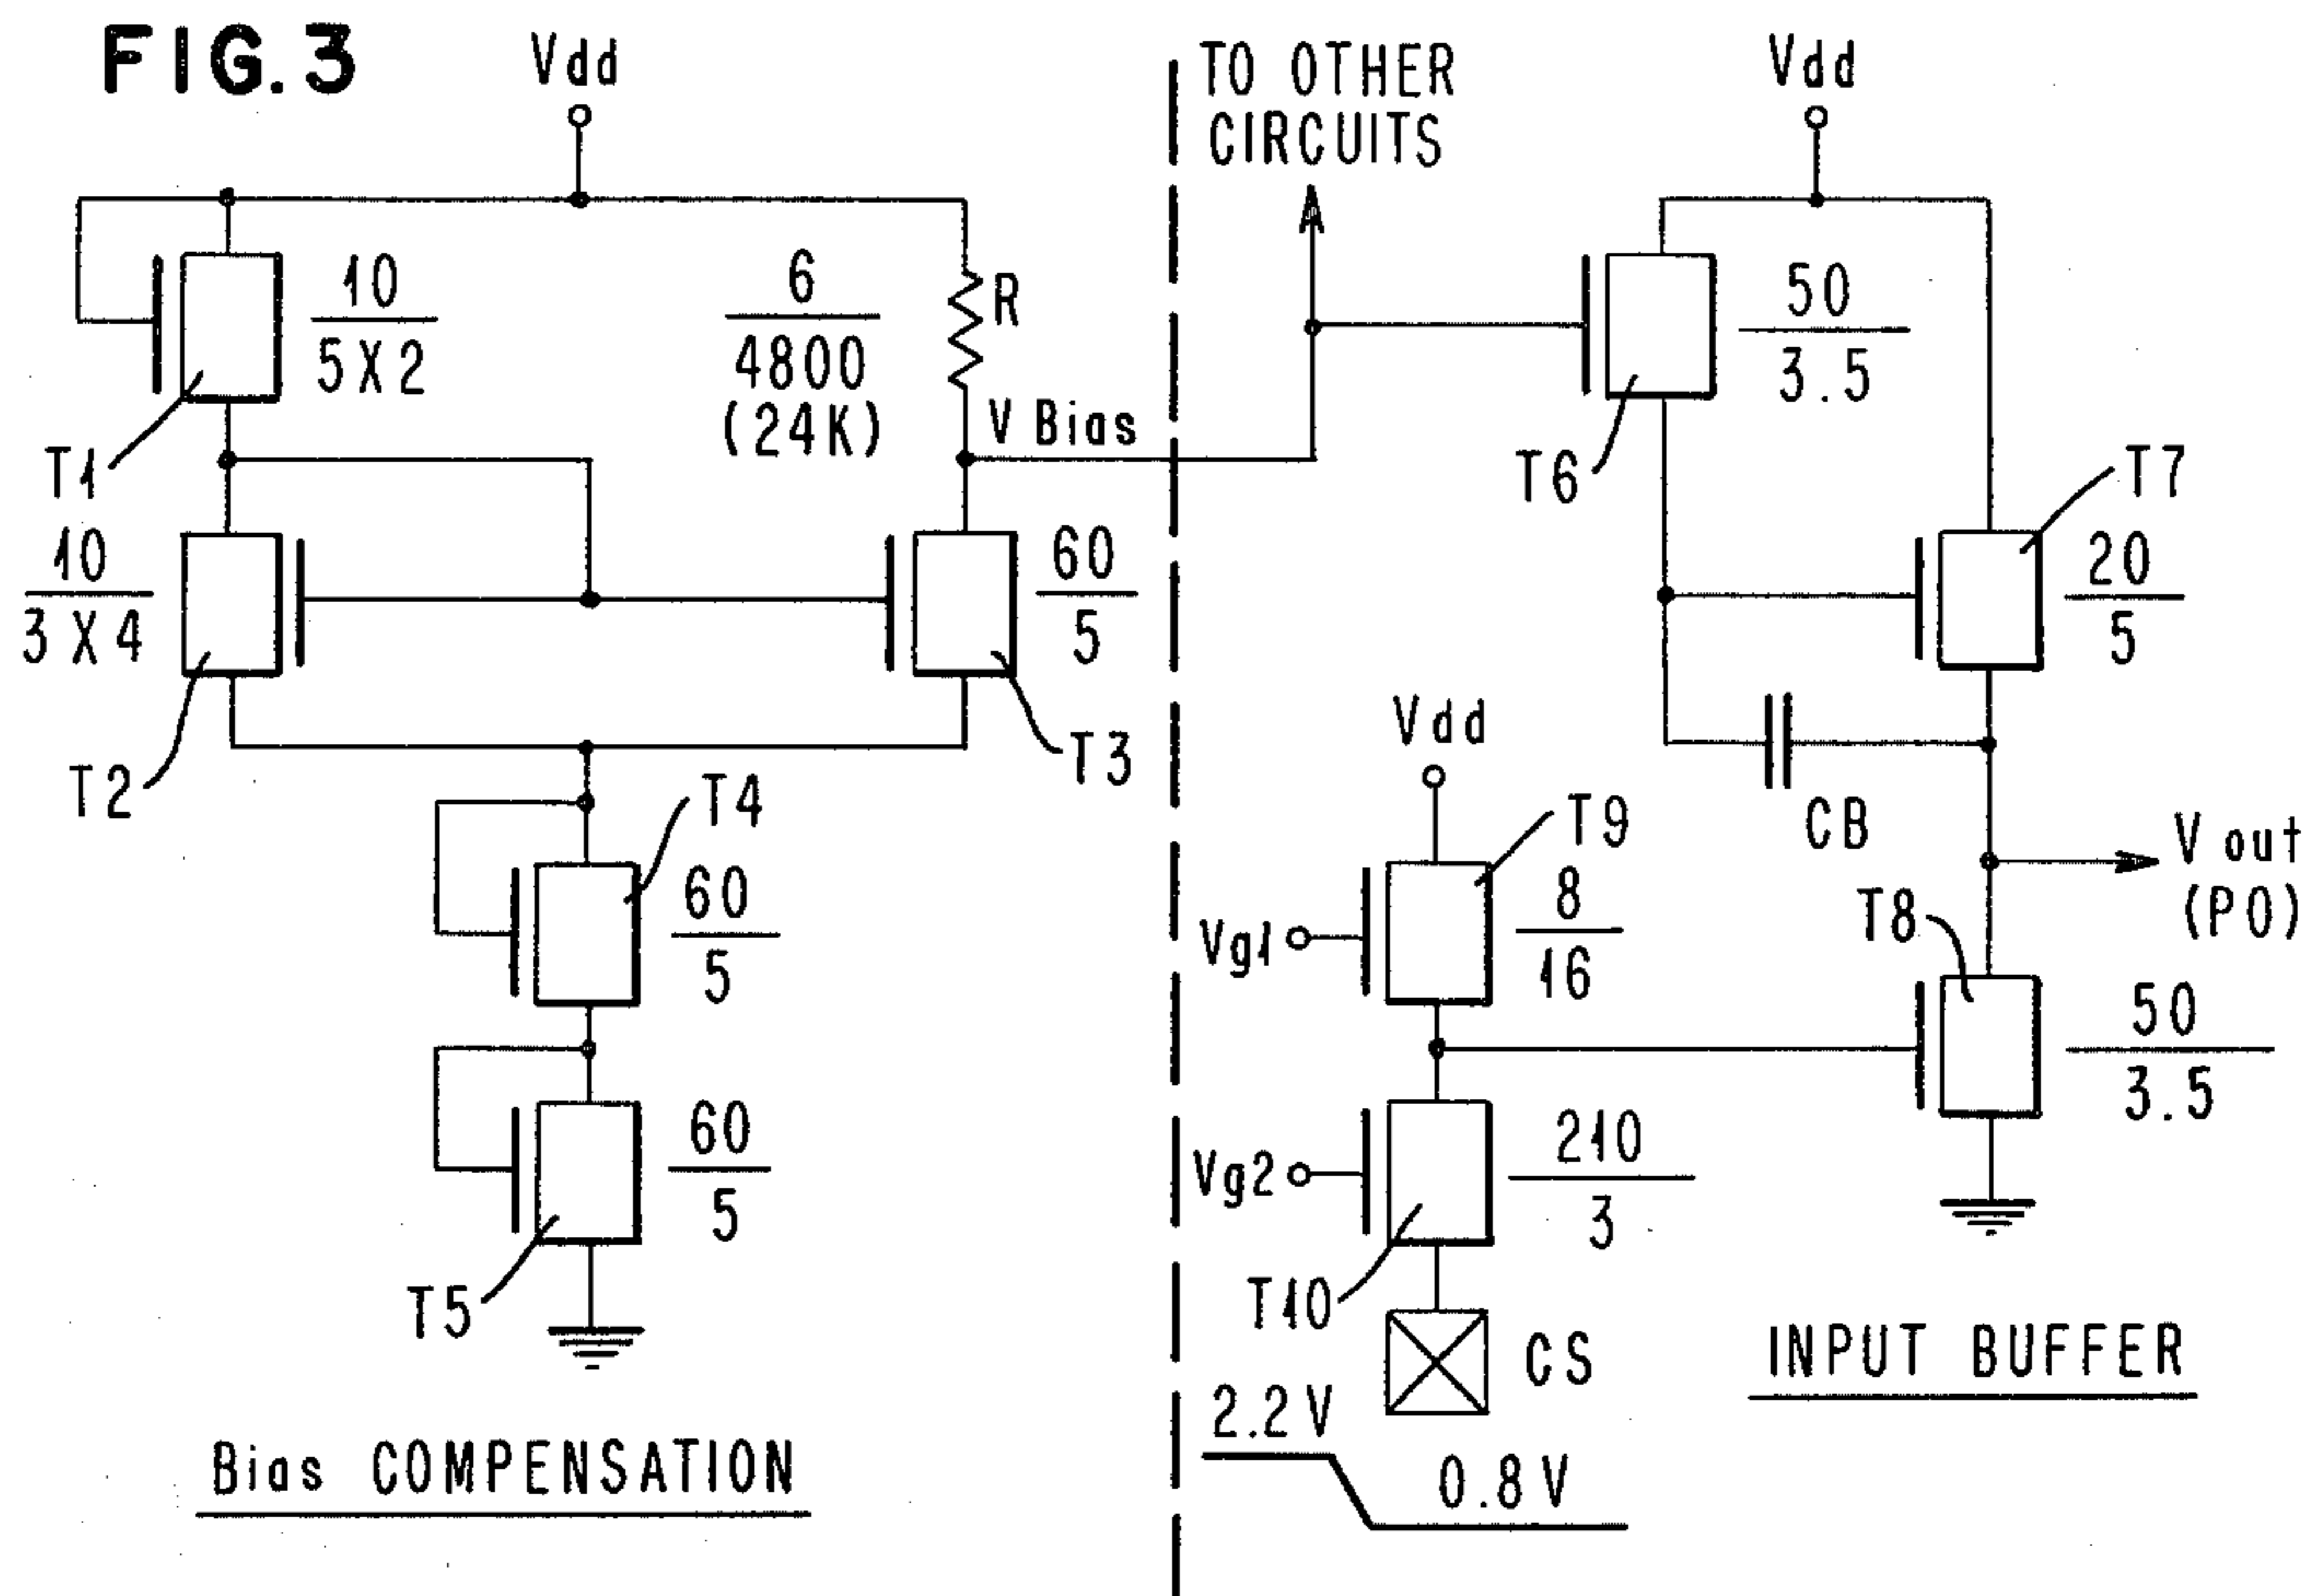 FIG.3
Vdd
10
5X2
T1
6
4800
(24K)
R
V Bias
10
3X4
T2
60
5
T3
T4
60
5
60
5
T5
Bias COMPENSATION
TO OTHER
CIRCUITS
Vdd
50
3.5
T6
T7
20
5
CB
Vdd
T9
8
16
Vg1
V out
(PO)
T8
50
3.5
Vg2
210
3
T10
CS
2.2V
0.8V
INPUT BUFFER